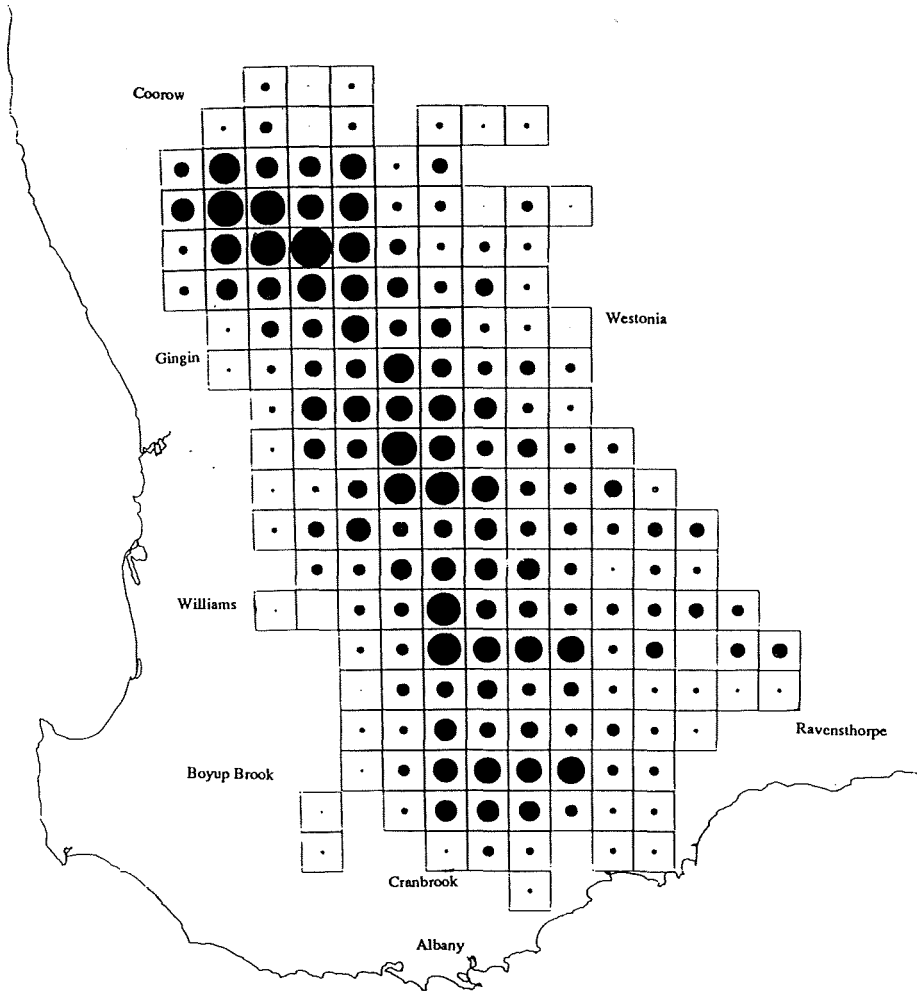 Coorow
Westonia
Gingin
Williams
Ravensthorpe
Boyup Brook
Cranbrook
Albany